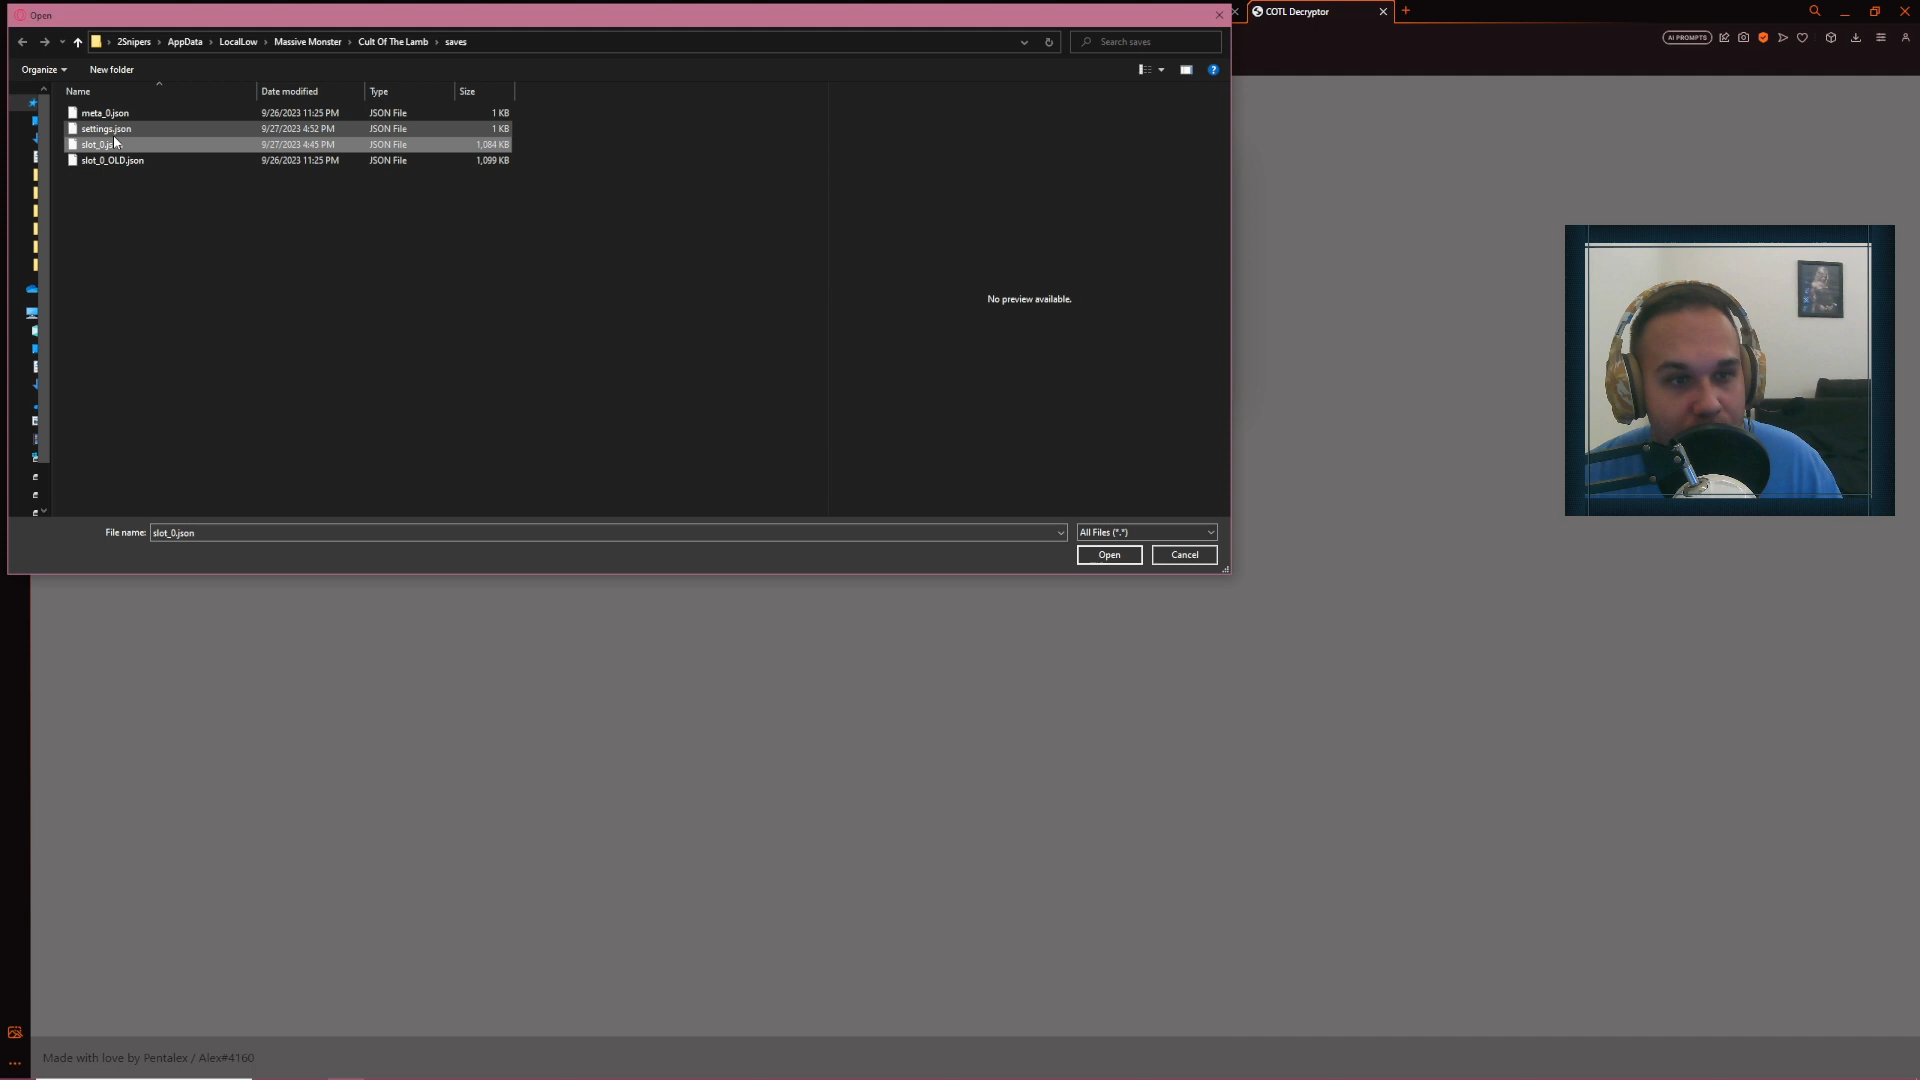 Open
COTL Decryptor
2Snipers > AppData > LocalLow > Massive Monster > Cult Of The Lamb > saves
Search saves
AI PROMPTS
Organize
New folder
Name
Date modified
Type
Size
meta_0.json 9/26/2023 11:25 PM JSON File 1 KB
settings.json 9/27/2023 4:52 PM JSON File 1 KB
slot_0.js 9/27/2023 4:45 PM JSON File 1,084 KB
slot_0_OLD.json 9/26/2023 11:25 PM JSON File 1,099 KB
No preview available.
File name: slot_0.json
All Files (*.*)
Open
Cancel
Made with love by Pentalex / Alex#4160